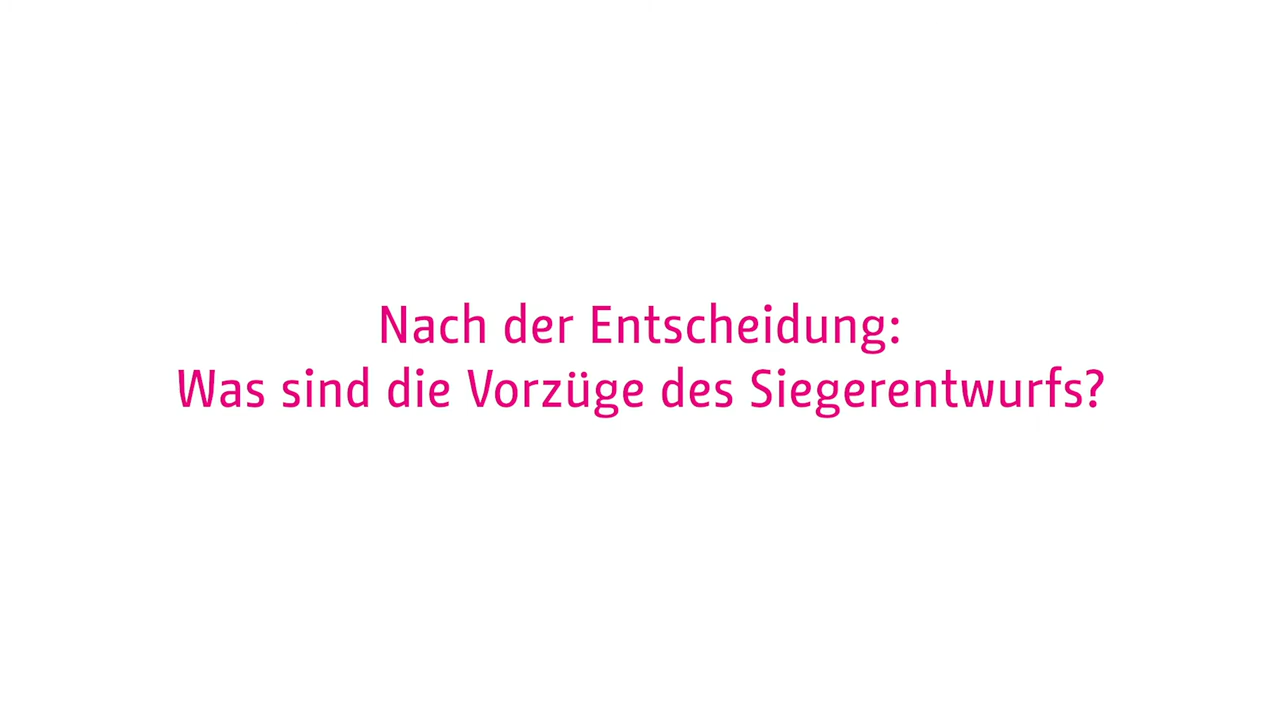 Nach der Entscheidung:
Was sind die Vorzüge des Siegerentwurfs?